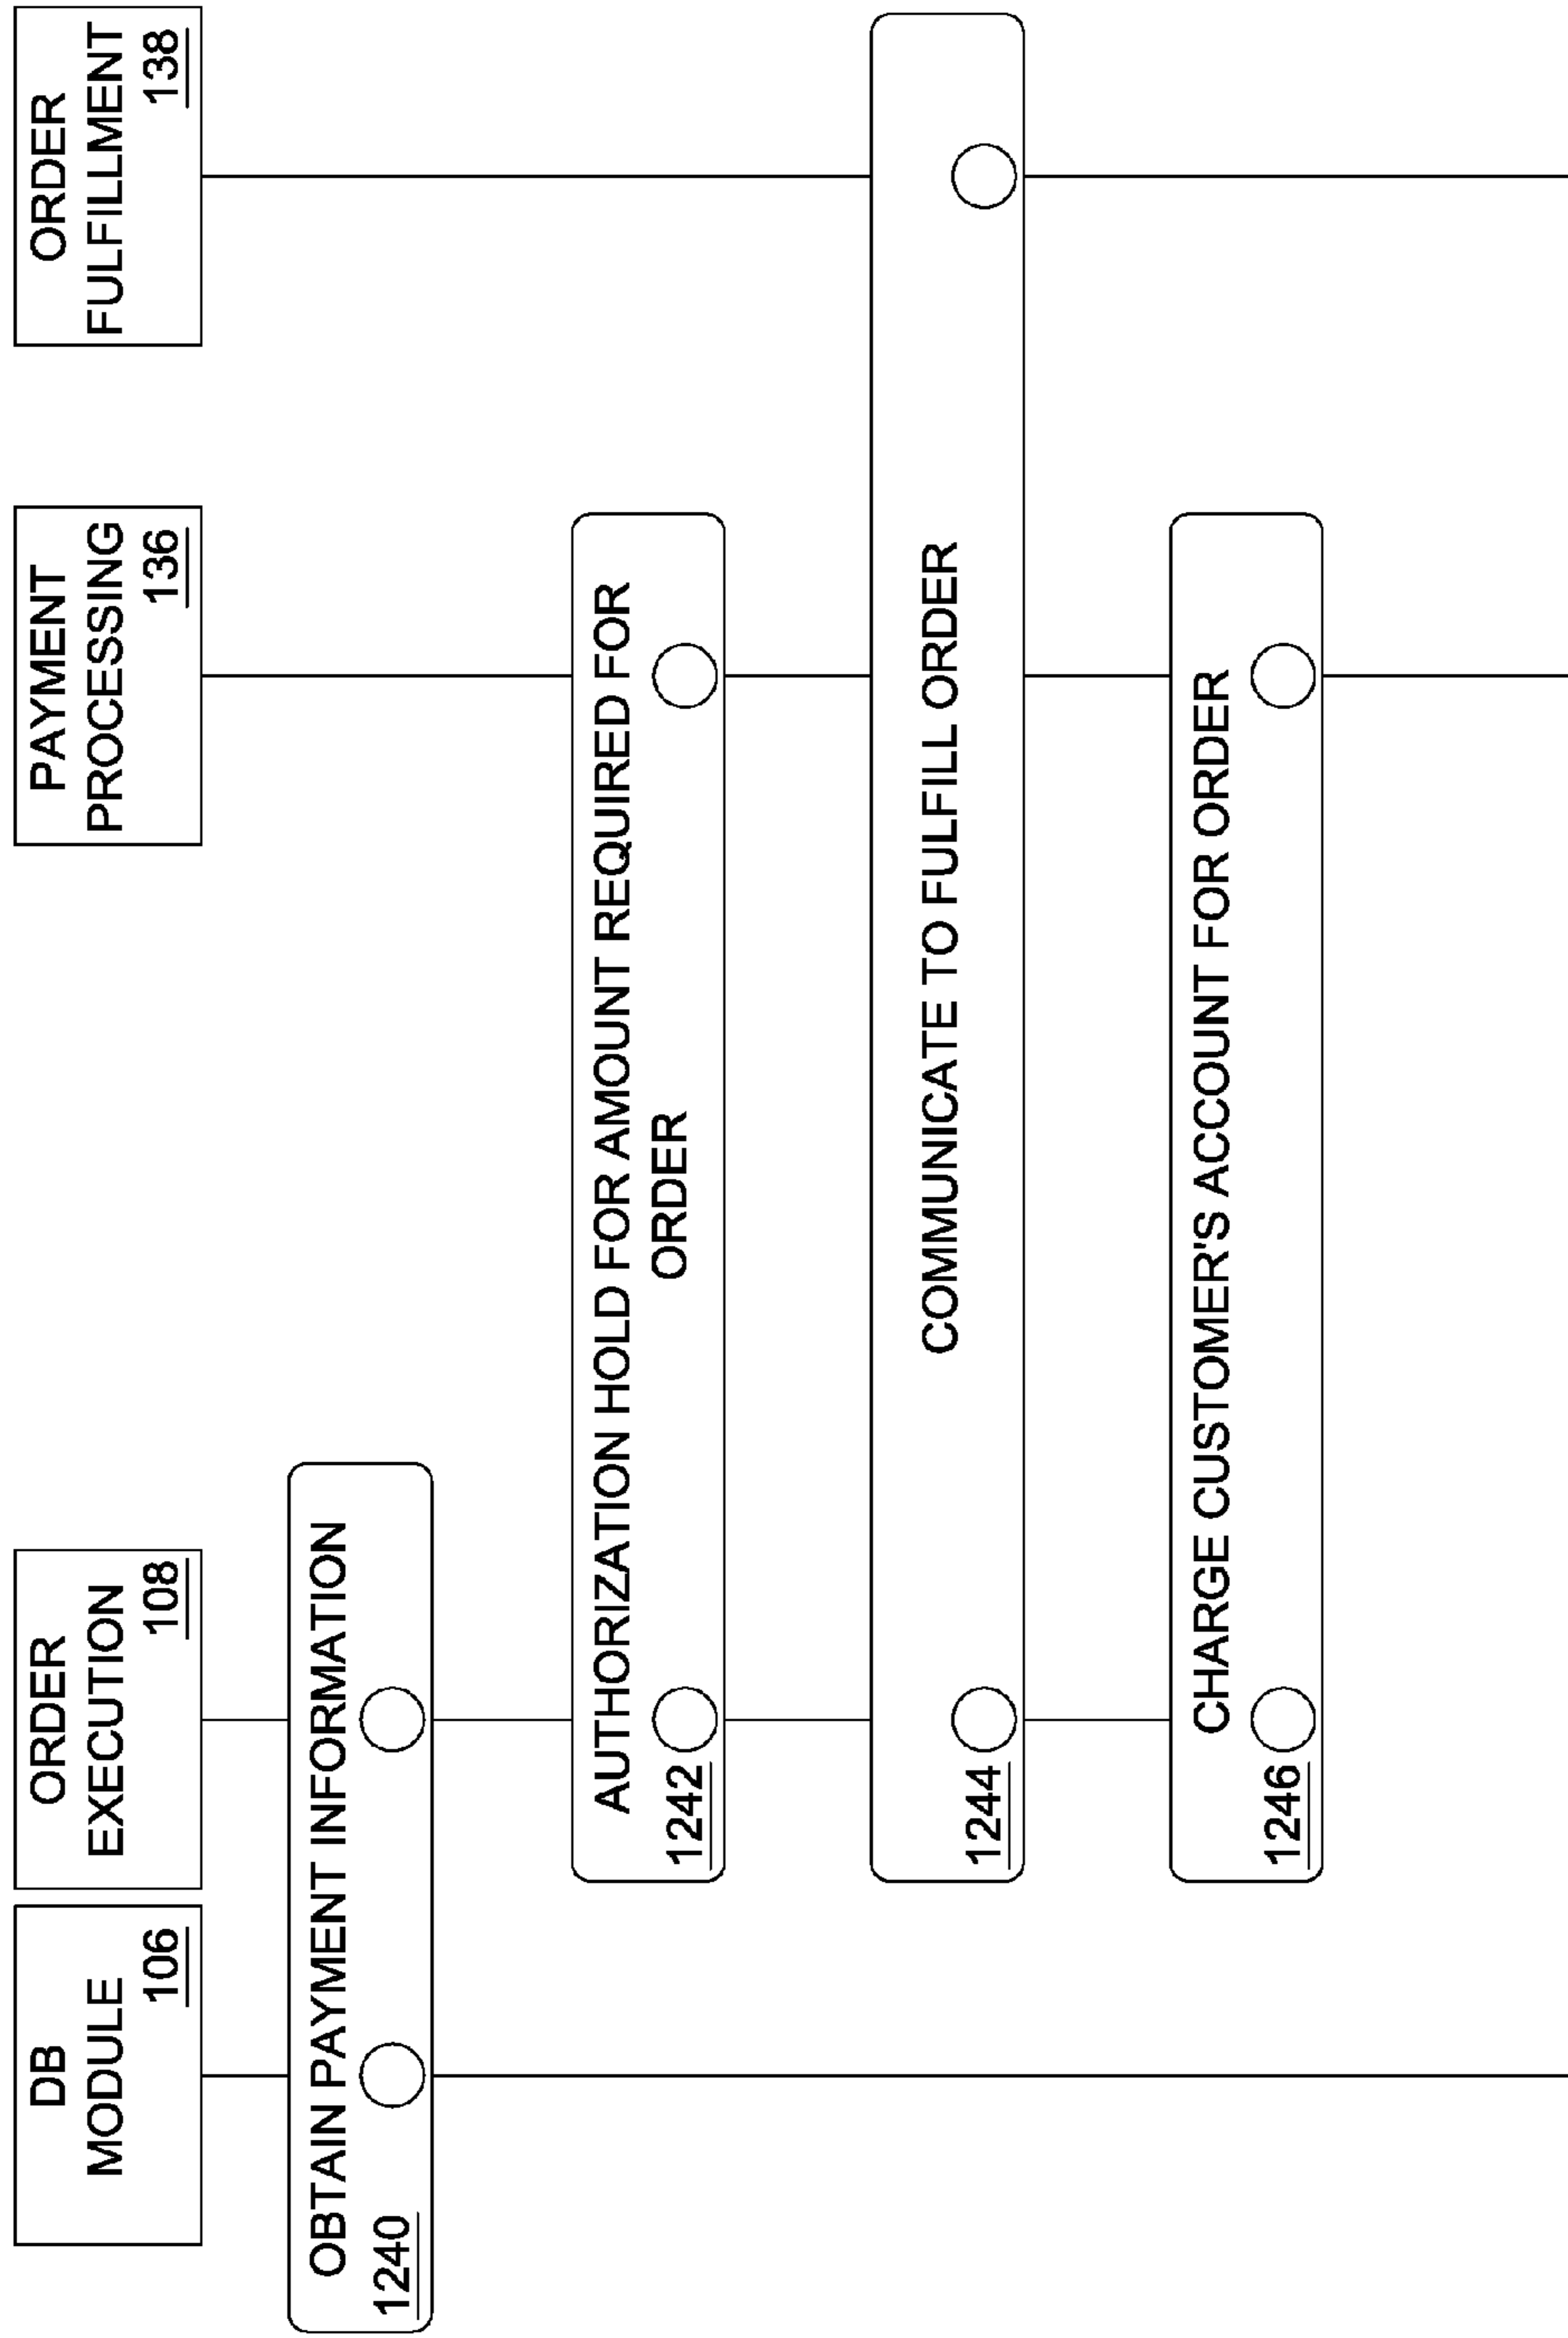 DB
MODULE
106
ORDER
EXECUTION
108
PAYMENT
PROCESSING
136
ORDER
FULFILLMENT
138
OBTAIN PAYMENT INFORMATION
1240
AUTHORIZATION HOLD FOR AMOUNT REQUIRED FOR
ORDER
1242
COMMUNICATE TO FULFILL ORDER
1244
CHARGE CUSTOMER'S ACCOUNT FOR ORDER
1246